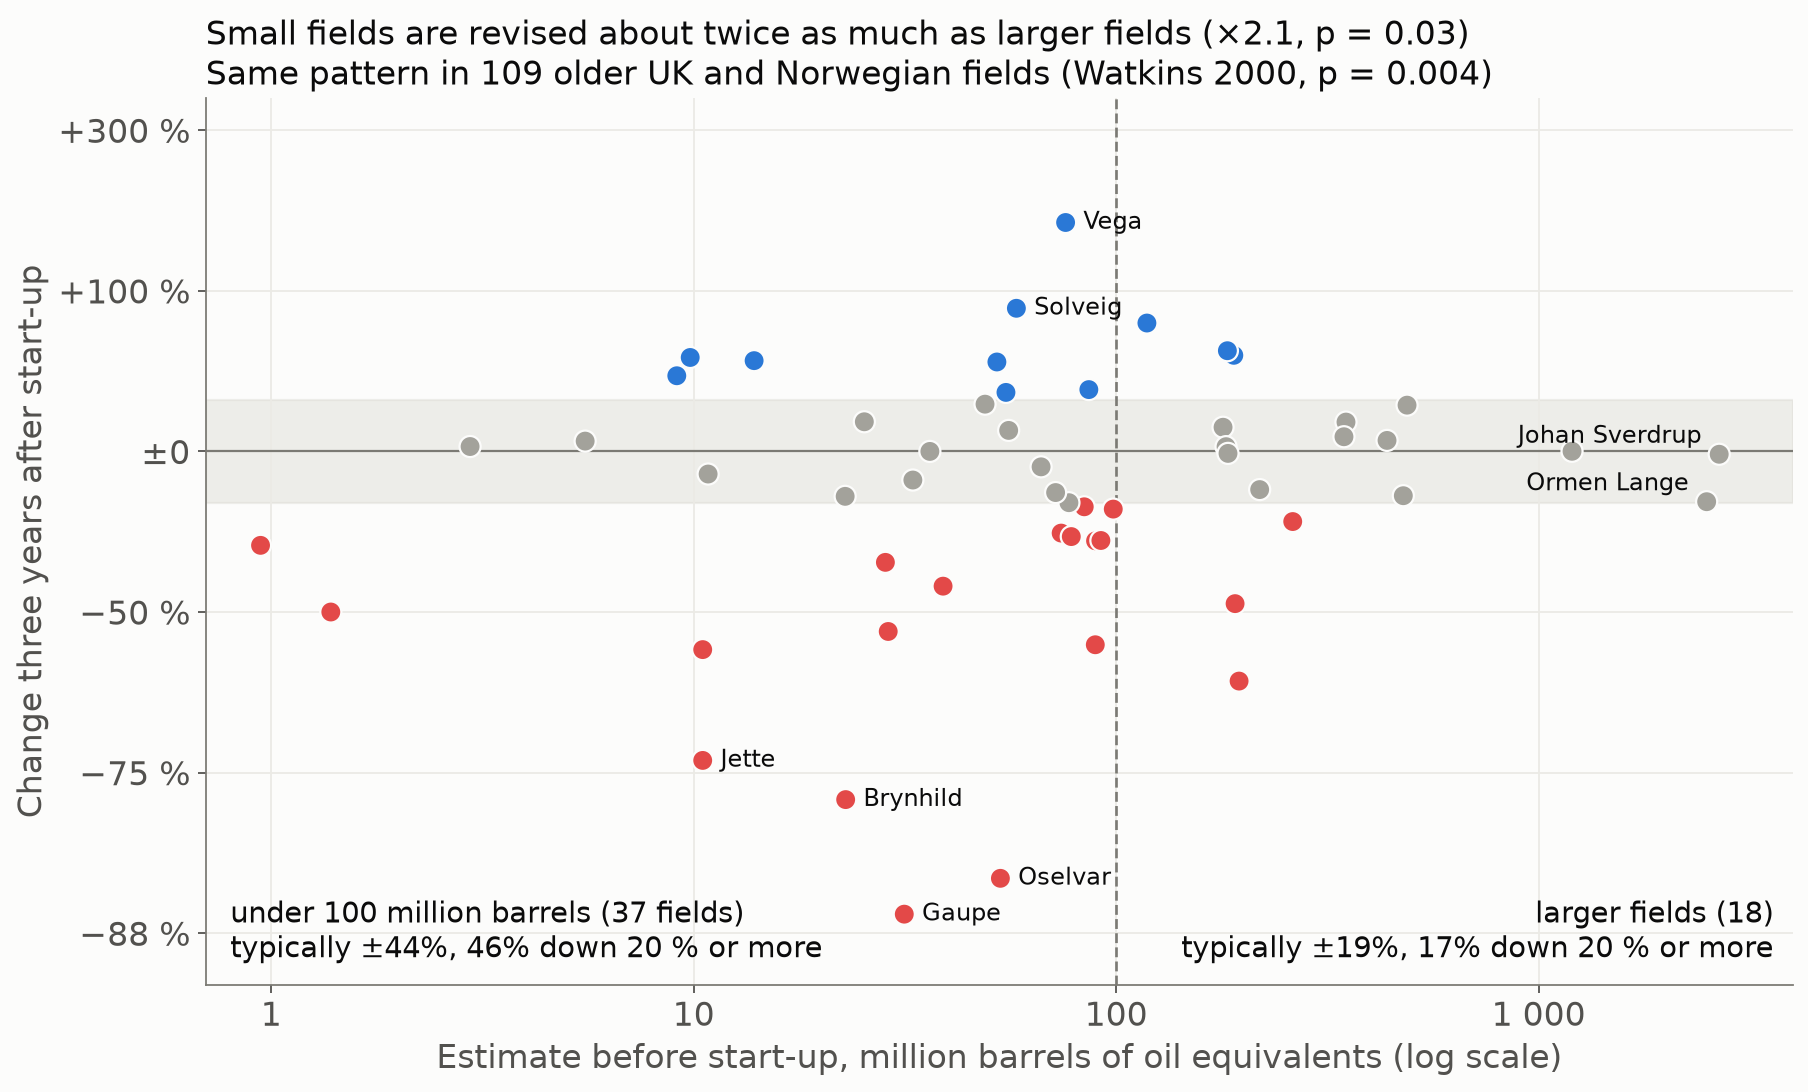 Small fields are revised about twice as much as larger fields (×2.1, p = 0.03)
Same pattern in 109 older UK and Norwegian fields (Watkins 2000, p = 0.004)
Change three years after start-up
+300 %
+100 %
±0
−50 %
−75 %
−88 %
Vega
Solveig
Johan Sverdrup
Ormen Lange
Jette
Brynhild
Oselvar
Gaupe
under 100 million barrels (37 fields)
typically ±44%, 46% down 20 % or more
larger fields (18)
typically ±19%, 17% down 20 % or more
1
10
100
1 000
Estimate before start-up, million barrels of oil equivalents (log scale)